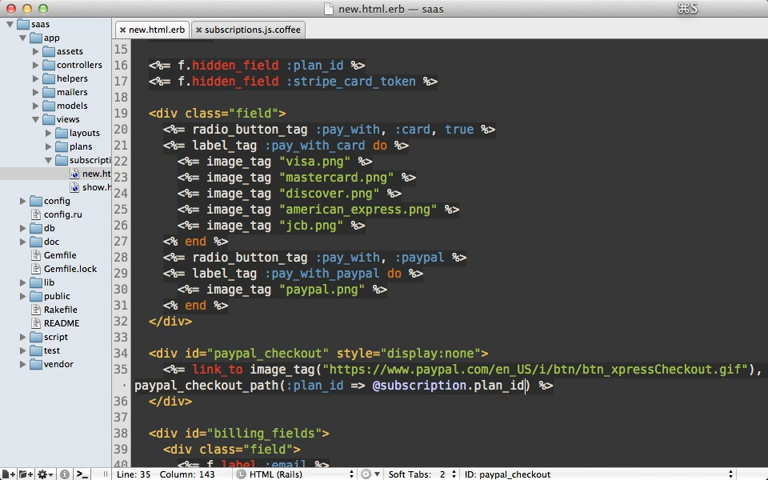 new.html.erb — saas
⌘S
saas
app
assets
controllers
helpers
mailers
models
views
layouts
plans
subscripti
new.ht
show.h
config
config.ru
db
doc
Gemfile
Gemfile.lock
lib
public
Rakefile
README
script
test
vendor
× new.html.erb
× subscriptions.js.coffee
15
16 <%= f.hidden_field :plan_id %>
17 <%= f.hidden_field :stripe_card_token %>
18
19 <div class="field">
20 <%= radio_button_tag :pay_with, :card, true %>
21 <%= label_tag :pay_with_card do %>
22 <%= image_tag "visa.png" %>
23 <%= image_tag "mastercard.png" %>
24 <%= image_tag "discover.png" %>
25 <%= image_tag "american_express.png" %>
26 <%= image_tag "jcb.png" %>
27 <% end %>
28 <%= radio_button_tag :pay_with, :paypal %>
29 <%= label_tag :pay_with_paypal do %>
30 <%= image_tag "paypal.png" %>
31 <% end %>
32 </div>
33
34 <div id="paypal_checkout" style="display:none">
35 <%= link_to image_tag("https://www.paypal.com/en_US/i/btn/btn_xpressCheckout.gif"),
· paypal_checkout_path(:plan_id => @subscription.plan_id) %>
36 </div>
37
38 <div id="billing_fields">
39 <div class="field">
40 <%= f.label :email %>
Line: 35 Column: 143
HTML (Rails)
Soft Tabs: 2
ID: paypal_checkout